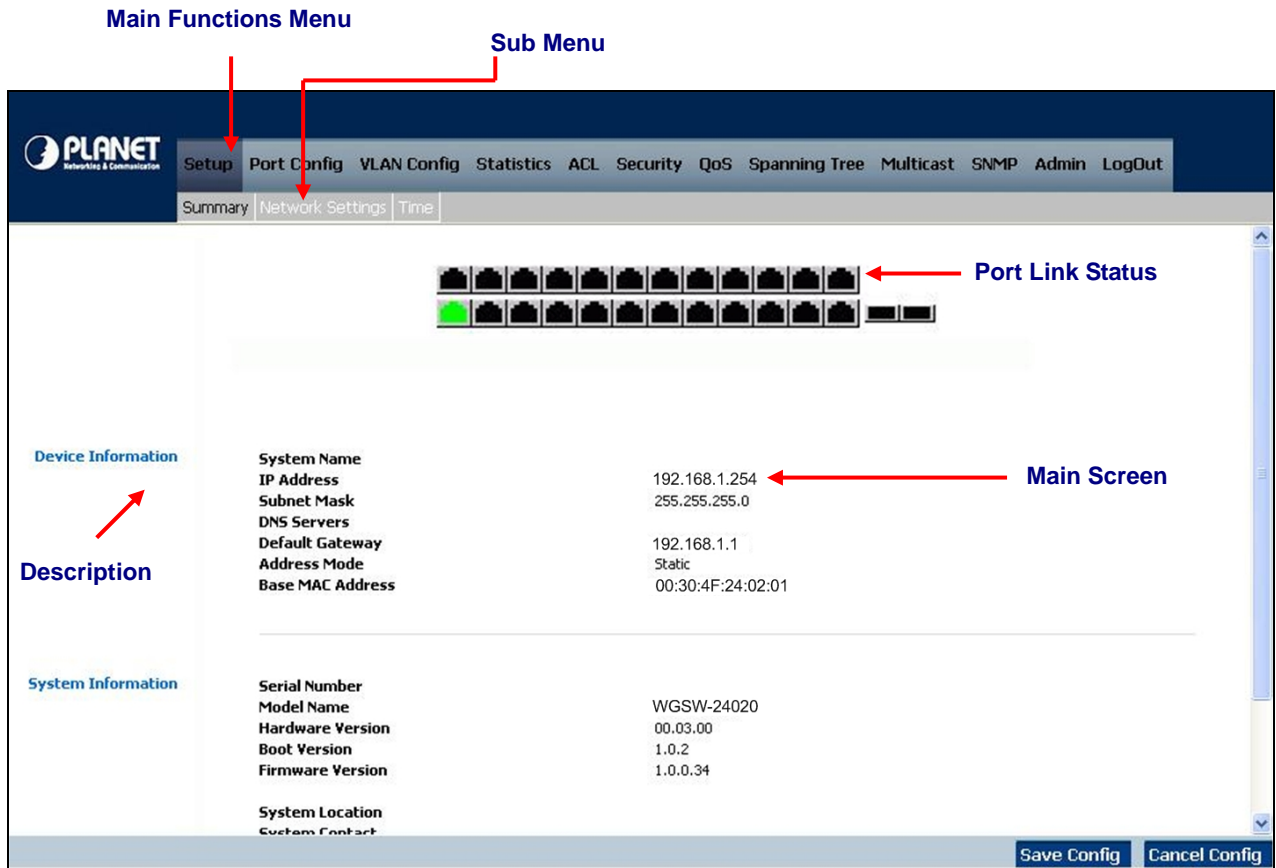 Main Functions Menu
Sub Menu
PLANET
Networking & Communication
Setup Port Config VLAN Config Statistics ACL Security QoS Spanning Tree Multicast SNMP Admin LogOut
Summary Network Settings Time
Port Link Status
Device Information
System Name
IP Address 192.168.1.254
Main Screen
Subnet Mask 255.255.255.0
DNS Servers
Default Gateway 192.168.1.1
Address Mode Static
Base MAC Address 00:30:4F:24:02:01
Description
System Information
Serial Number
Model Name WGSW-24020
Hardware Version 00.03.00
Boot Version 1.0.2
Firmware Version 1.0.0.34
System Location
System Contact
Save Config Cancel Config